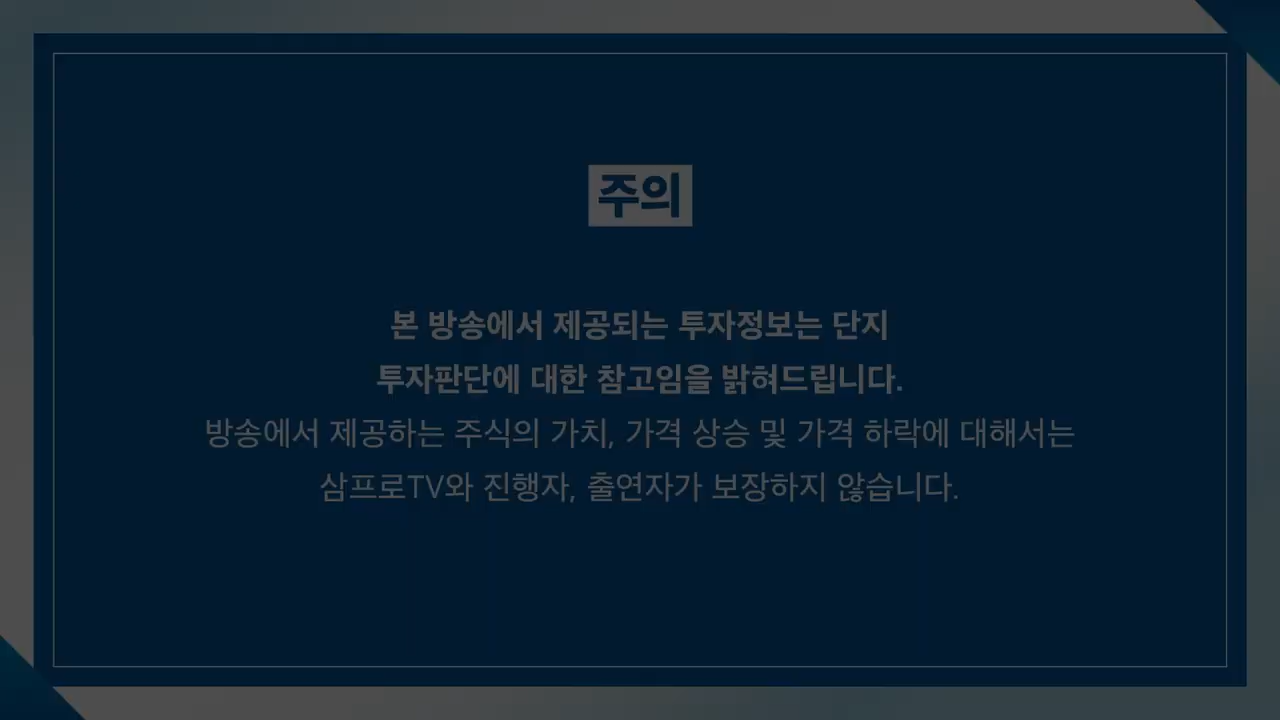 주의
본 방송에서 제공되는 투자정보는 단지
투자판단에 대한 참고임을 밝혀드립니다.
방송에서 제공하는 주식의 가치, 가격 상승 및 가격 하락에 대해서는
삼프로TV와 진행자, 출연자가 보장하지 않습니다.